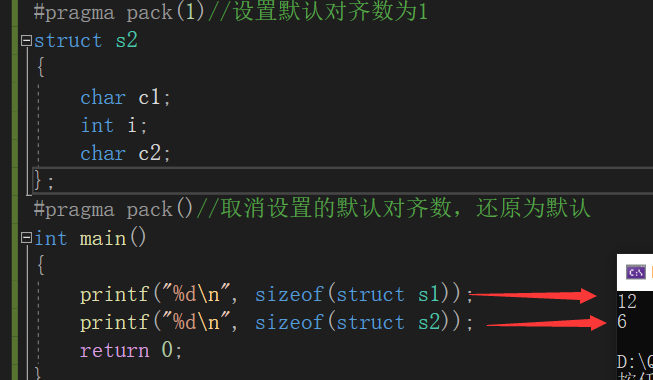 #pragma pack(1)//设置默认对齐数为1
struct s2
{
char c1;
int i;
char c2;
};
#pragma pack()//取消设置的默认对齐数，还原为默认
int main()
{
printf("%d\n", sizeof(struct s1));
printf("%d\n", sizeof(struct s2));
return 0;
}
C:\
12
6
D:\